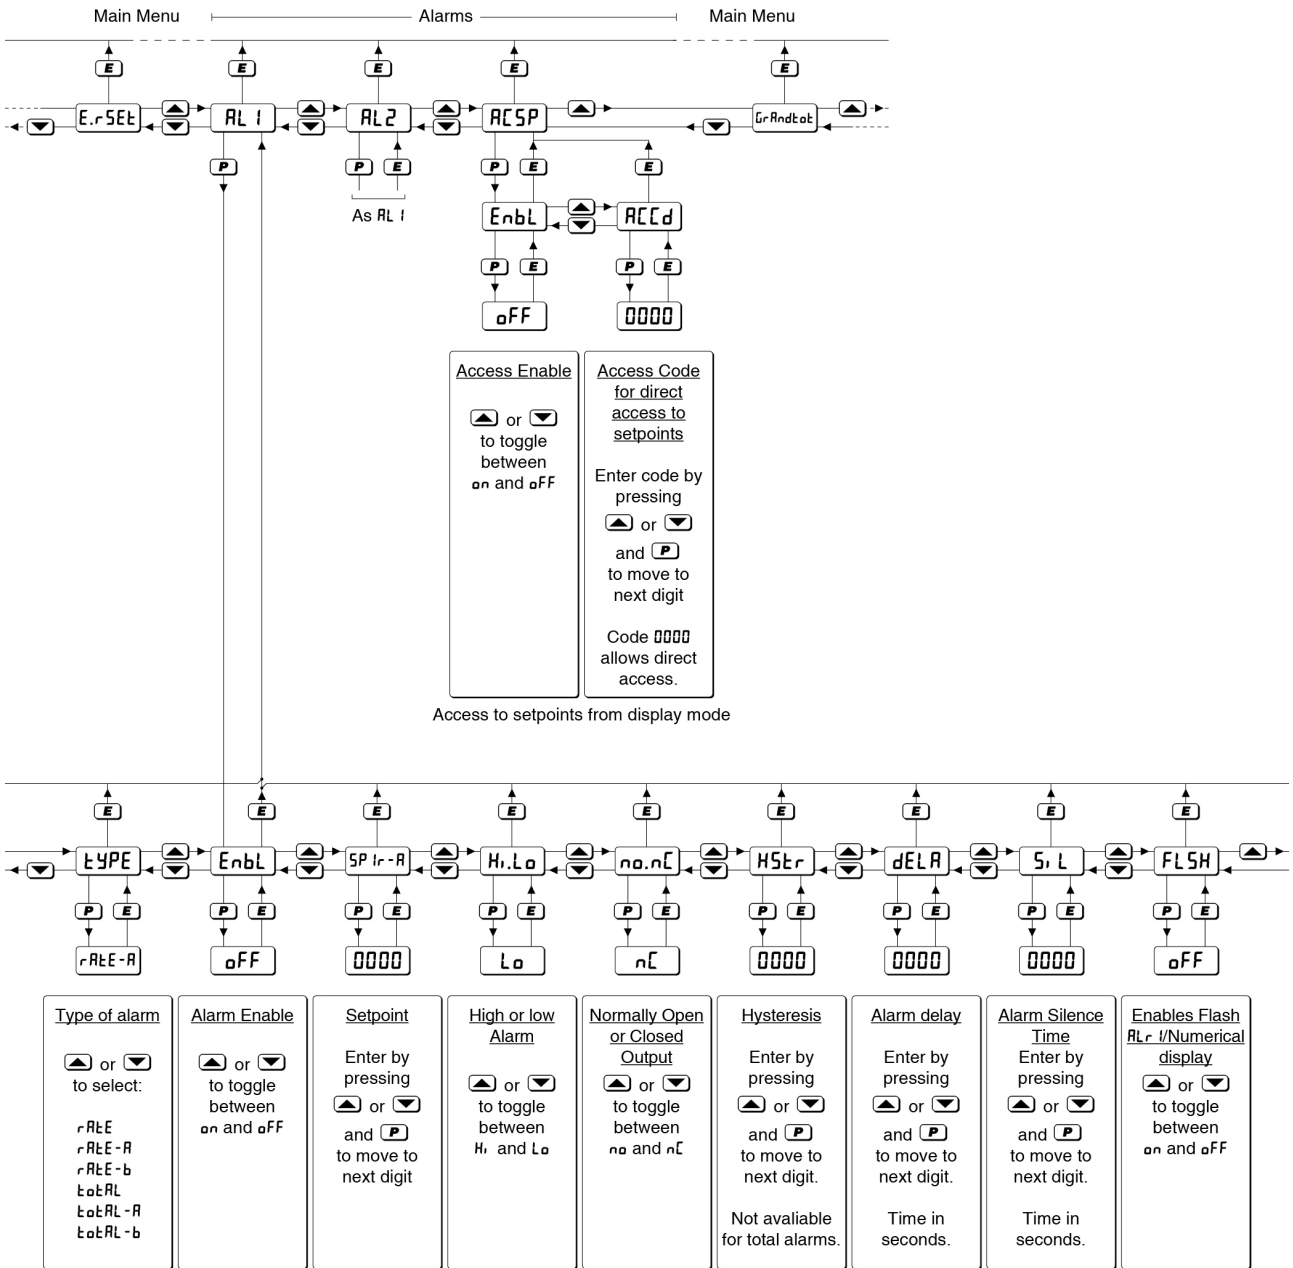 Main Menu Alarms Main Menu
E E E E E
E.rSEt AL1 AL2 ACSP GrAndtot
P P E P E E
As AL1
EnbL ACCd
P E P E
oFF 0000
Access Enable
or
to toggle
between
on and oFF
Access Code
for direct
access to
setpoints
Enter code by
pressing
or
and P
to move to
next digit
Code 0000
allows direct
access.
Access to setpoints from display mode
E E E E E E E E E
tYPE EnbL SP1r-A Hi.Lo no.nC HStr dELA SiL FLSH
P E P E P E P E P E P E P E P E P E
rAtE-A oFF 0000 Lo nC 0000 0000 0000 oFF
Type of alarm
or
to select:
rAtE
rAtE-A
rAtE-b
totAL
totAL-A
totAL-b
Alarm Enable
or
to toggle
between
on and oFF
Setpoint
Enter by
pressing
or
and P
to move to
next digit
High or low
Alarm
or
to toggle
between
Hi and Lo
Normally Open
or Closed
Output
or
to toggle
between
no and nC
Hysteresis
Enter by
pressing
or
and P
to move to
next digit.
Not avaliable
for total alarms.
Alarm delay
Enter by
pressing
or
and P
to move to
next digit.
Time in
seconds.
Alarm Silence
Time
Enter by
pressing
or
and P
to move to
next digit.
Time in
seconds.
Enables Flash
ALr 1/Numerical
display
or
to toggle
between
on and oFF